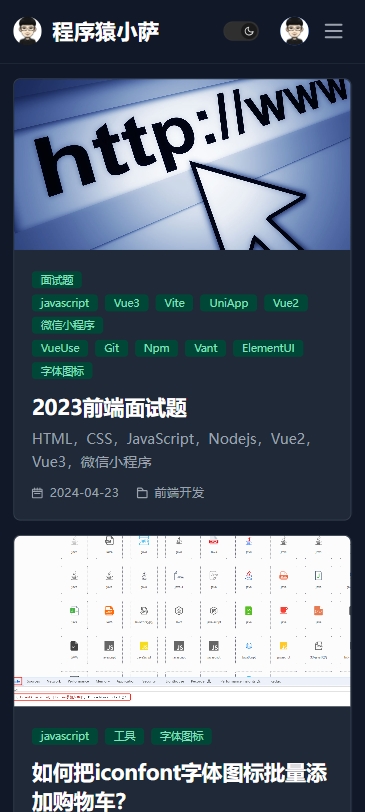 程序猿小萨
http://www
面试题
javascript Vue3 Vite UniApp Vue2
微信小程序
VueUse Git Npm Vant ElementUI
字体图标
2023前端面试题
HTML，CSS，JavaScript，Nodejs，Vue2，
Vue3，微信小程序
2024-04-23 前端开发
javascript 工具 字体图标
如何把iconfont字体图标批量添
加购物车？